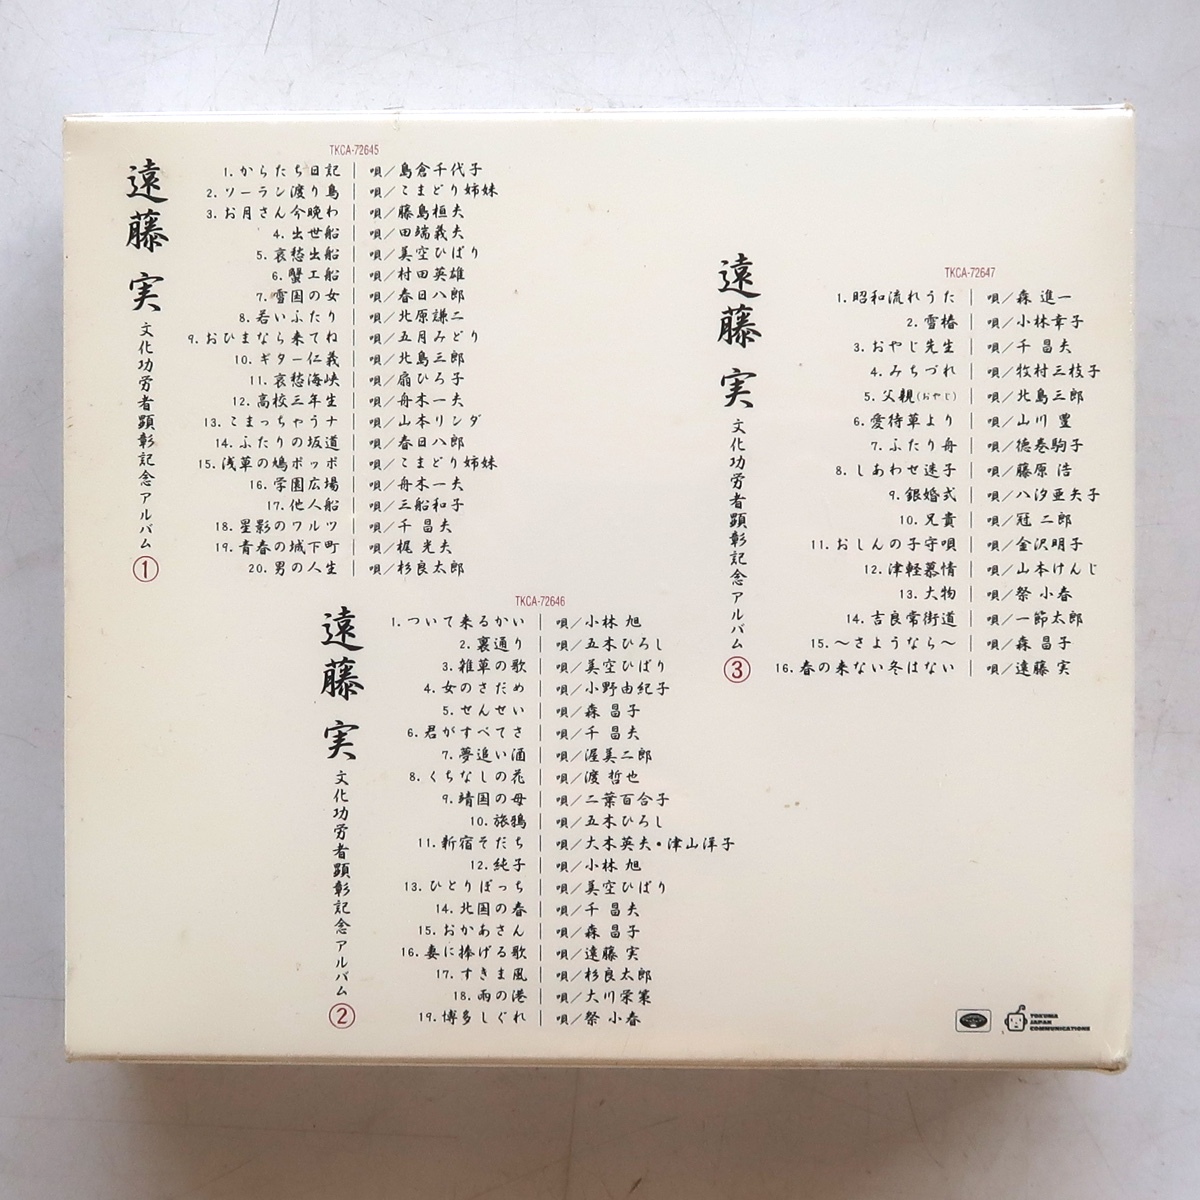 遠藤 実
文化功労者顕彰記念アルバム①
TKCA-72645
1.からたち日記｜唄／島倉千代子
2.ソーラン渡り鳥｜唄／こまどり姉妹
3.お月さん今晩わ｜唄／藤島桓夫
4.出世船｜唄／田端義夫
5.哀愁出船｜唄／美空ひばり
6.蟹工船｜唄／村田英雄
7.雪国の女｜唄／春日八郎
8.若いふたり｜唄／北原謙二
9.おひまなら来てね｜唄／五月みどり
10.ギター仁義｜唄／北島三郎
11.哀愁海峡｜唄／扇ひろ子
12.高校三年生｜唄／舟木一夫
13.こまっちゃうナ｜唄／山本リンダ
14.ふたりの坂道｜唄／春日八郎
15.浅草の鳩ポッポ｜唄／こまどり姉妹
16.学園広場｜唄／舟木一夫
17.他人船｜唄／三船和子
18.星影のワルツ｜唄／千 昌夫
19.青春の城下町｜唄／梶 光夫
20.男の人生｜唄／杉良太郎
遠藤 実
文化功労者顕彰記念アルバム②
TKCA-72646
1.ついて来るかい｜唄／小林 旭
2.裏通り｜唄／五木ひろし
3.雑草の歌｜唄／美空ひばり
4.女のさだめ｜唄／小野由紀子
5.せんせい｜唄／森 昌子
6.君がすべてさ｜唄／千 昌夫
7.夢追い酒｜唄／渥美二郎
8.くちなしの花｜唄／渡 哲也
9.靖国の母｜唄／二葉百合子
10.旅鴉｜唄／五木ひろし
11.新宿そだち｜唄／大木英夫・津山洋子
12.純子｜唄／小林 旭
13.ひとりぼっち｜唄／美空ひばり
14.北国の春｜唄／千 昌夫
15.おかあさん｜唄／森 昌子
16.妻に捧げる歌｜唄／遠藤 実
17.すきま風｜唄／杉良太郎
18.雨の港｜唄／大川栄策
19.博多しぐれ｜唄／祭 小春
遠藤 実
文化功労者顕彰記念アルバム③
TKCA-72647
1.昭和流れうた｜唄／森 進一
2.雪椿｜唄／小林幸子
3.おやじ先生｜唄／千 昌夫
4.みちづれ｜唄／牧村三枝子
5.父親(おやじ)｜唄／北島三郎
6.愛待草より｜唄／山川 豊
7.ふたり舟｜唄／徳巻駒子
8.しあわせ迷子｜唄／藤原 浩
9.銀婚式｜唄／八汐亜矢子
10.兄貴｜唄／冠 二郎
11.おしんの子守唄｜唄／金沢明子
12.津軽慕情｜唄／山本けんじ
13.大物｜唄／祭 小春
14.吉良常街道｜唄／一節太郎
15.～さようなら～｜唄／森 昌子
16.春の来ない冬はない｜唄／遠藤 実
TOKUMA
JAPAN
COMMUNICATIONS